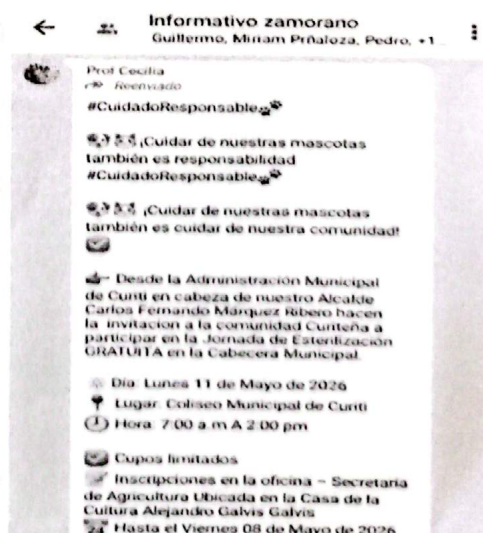 Informativo zamorano
Guillermo, Miriam Prñaloza, Pedro, +1
Prof Cecilia
Reenviado
#CuidadoResponsable🐾
¡Cuidar de nuestras mascotas
también es responsabilidad
#CuidadoResponsable🐾
¡Cuidar de nuestras mascotas
también es cuidar de nuestra comunidad!
Desde la Administración Municipal
de Curití en cabeza de nuestro Alcalde
Carlos Fernando Márquez Ribero hacen
la invitacion a la comunidad Curiteña a
participar en la Jornada de Esterilización
GRATUITA en la Cabecera Municipal.
Día: Lunes 11 de Mayo de 2026
Lugar: Coliseo Municipal de Curití
Hora: 7:00 a.m A 2:00 pm
Cupos limitados
Inscripciones en la oficina – Secretaria
de Agricultura Ubicada en la Casa de la
Cultura Alejandro Galvis Galvis
24 Hasta el Viernes 08 de Mayo de 2026